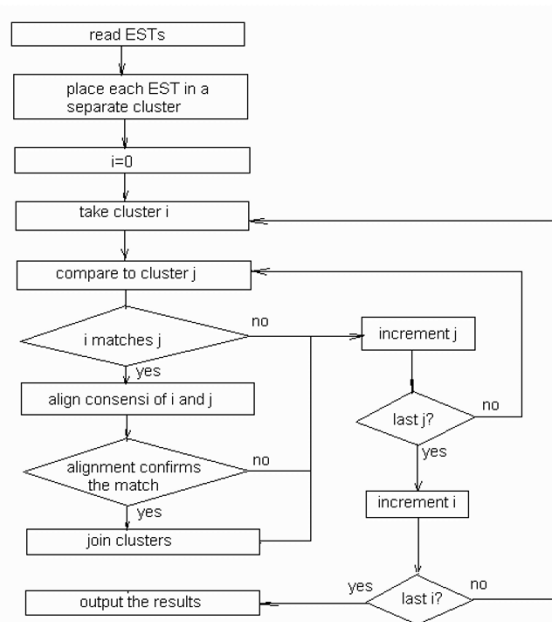 read ESTs
place each EST in a
separate cluster
i=0
take cluster i
compare to cluster j
i matches j
no
yes
align consensi of i and j
alignment confirms
the match
no
yes
join clusters
increment j
last j?
no
yes
increment i
last i?
no
yes
output the results